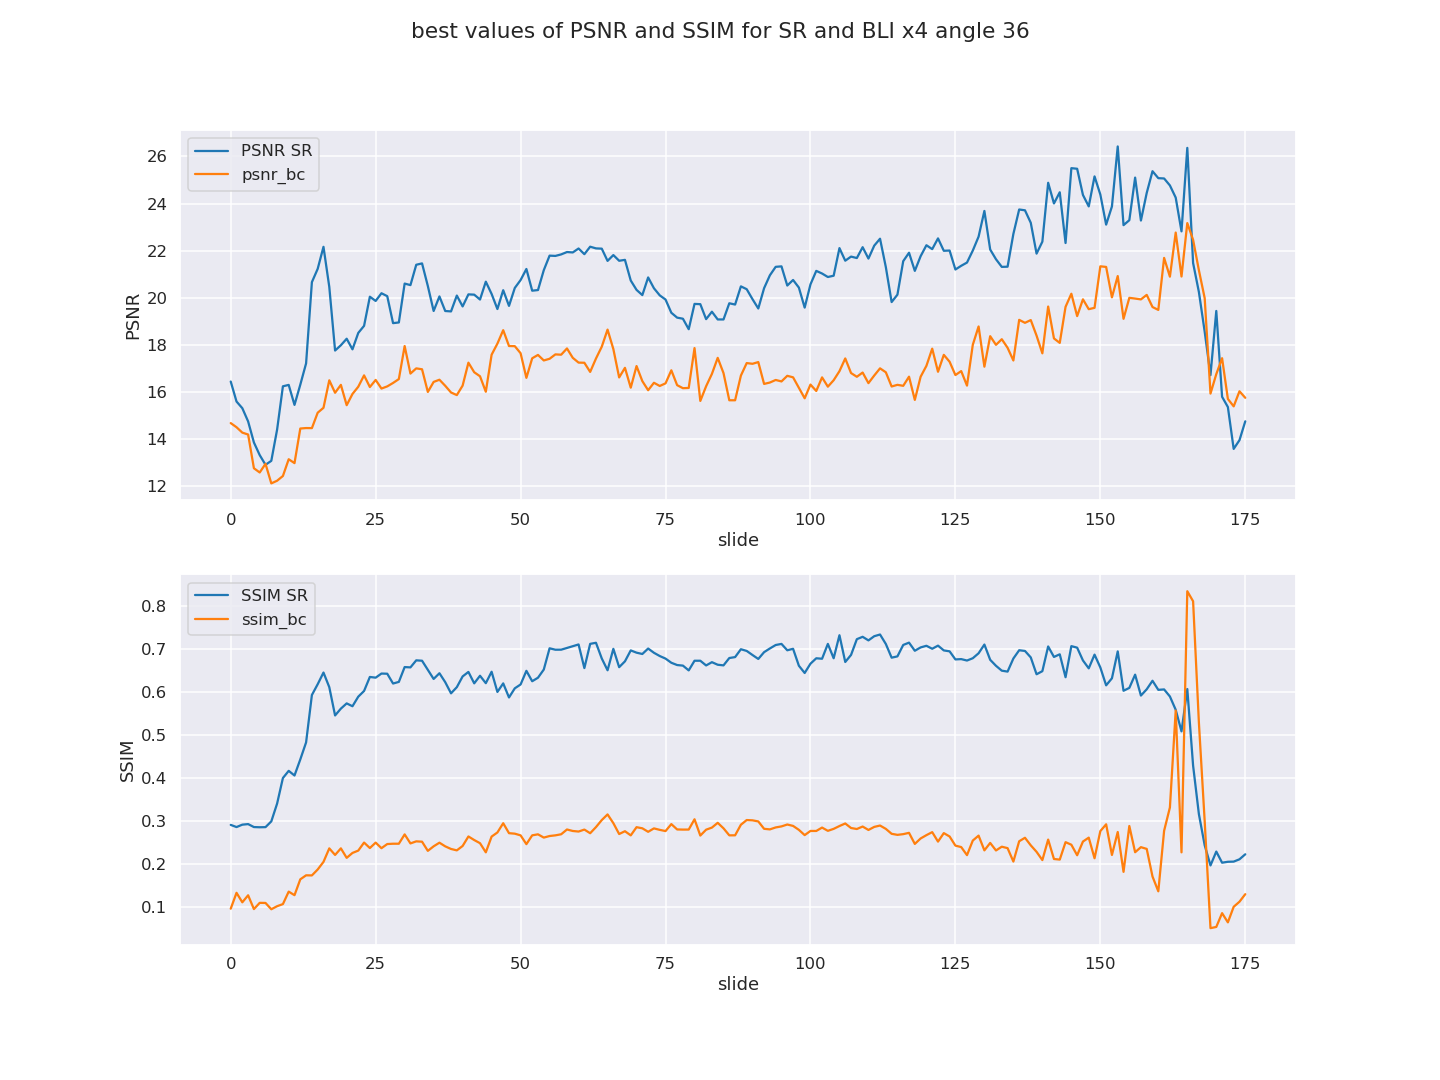 best values of PSNR and SSIM for SR and BLI x4 angle 36
PSNR SR
psnr_bc
PSNR
26
24
22
20
18
16
14
12
0 25 50 75 100 125 150 175
slide
SSIM SR
ssim_bc
SSIM
0.8
0.7
0.6
0.5
0.4
0.3
0.2
0.1
0 25 50 75 100 125 150 175
slide